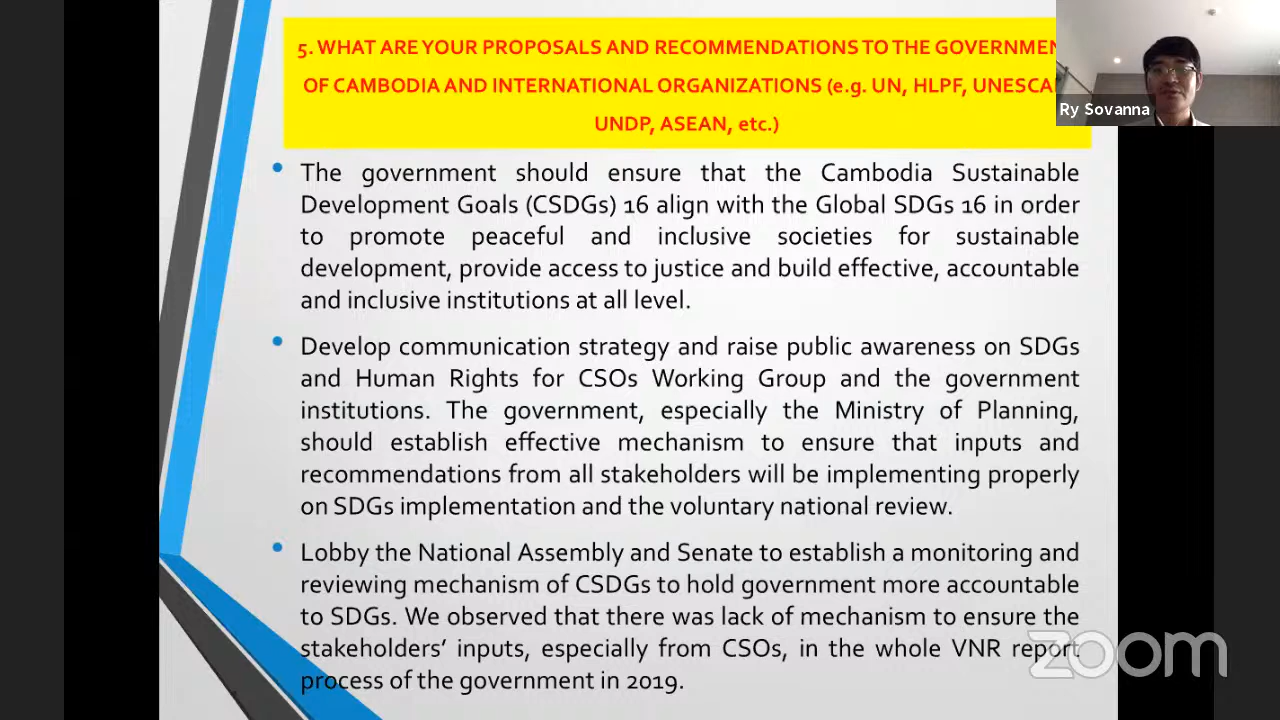 5. WHAT ARE YOUR PROPOSALS AND RECOMMENDATIONS TO THE GOVERNMEN
OF CAMBODIA AND INTERNATIONAL ORGANIZATIONS (e.g. UN, HLPF, UNESCA
UNDP, ASEAN, etc.)
Ry Sovanna
• The government should ensure that the Cambodia Sustainable
Development Goals (CSDGs) 16 align with the Global SDGs 16 in order
to promote peaceful and inclusive societies for sustainable
development, provide access to justice and build effective, accountable
and inclusive institutions at all level.
• Develop communication strategy and raise public awareness on SDGs
and Human Rights for CSOs Working Group and the government
institutions. The government, especially the Ministry of Planning,
should establish effective mechanism to ensure that inputs and
recommendations from all stakeholders will be implementing properly
on SDGs implementation and the voluntary national review.
• Lobby the National Assembly and Senate to establish a monitoring and
reviewing mechanism of CSDGs to hold government more accountable
to SDGs. We observed that there was lack of mechanism to ensure the
stakeholders’ inputs, especially from CSOs, in the whole VNR report
process of the government in 2019.
zoom